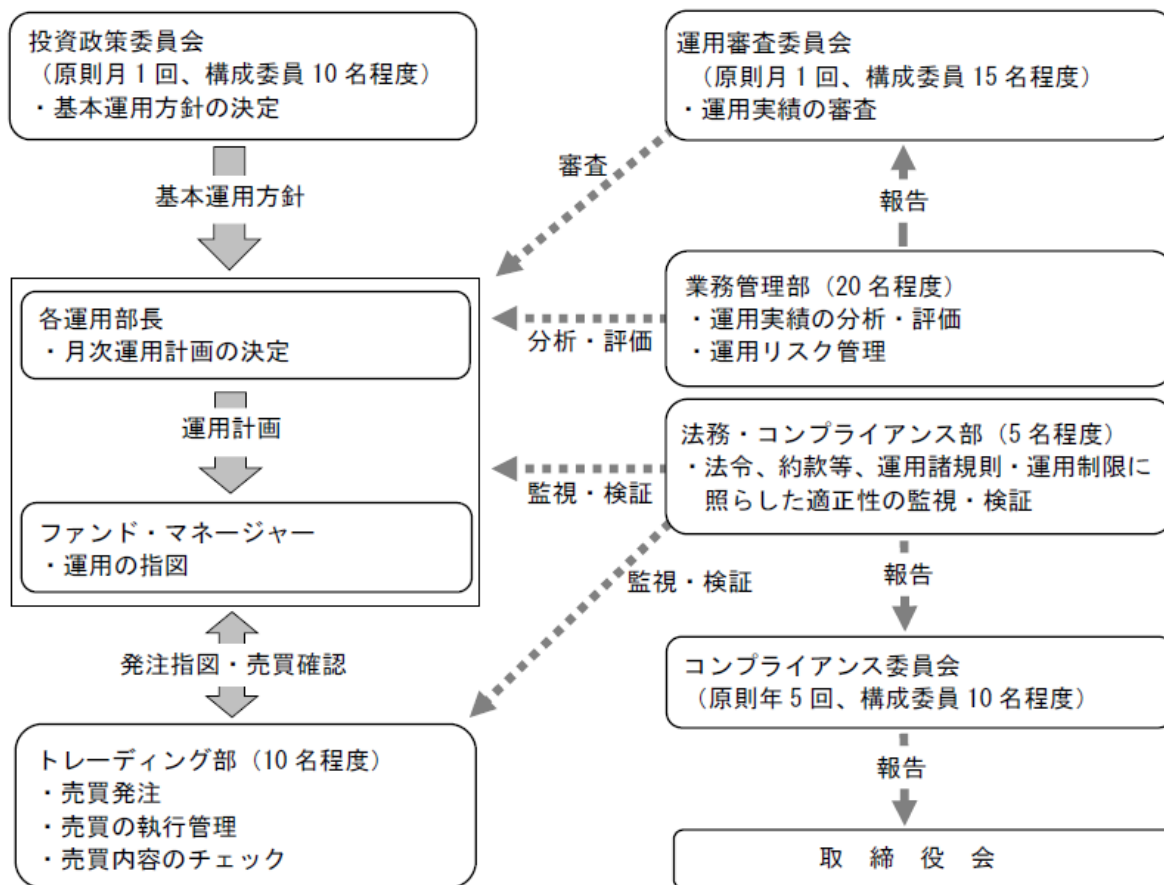 投資政策委員会
（原則月1回、構成委員10名程度）
・基本運用方針の決定
基本運用方針
各運用部長
・月次運用計画の決定
運用計画
ファンド・マネージャー
・運用の指図
発注指図・売買確認
トレーディング部（10名程度）
・売買発注
・売買の執行管理
・売買内容のチェック
運用審査委員会
（原則月1回、構成委員15名程度）
・運用実績の審査
審査
報告
業務管理部（20名程度）
・運用実績の分析・評価
・運用リスク管理
分析・評価
法務・コンプライアンス部（5名程度）
・法令、約款等、運用諸規則・運用制限に
照らした適正性の監視・検証
監視・検証
監視・検証
報告
コンプライアンス委員会
（原則年5回、構成委員10名程度）
報告
取締役会